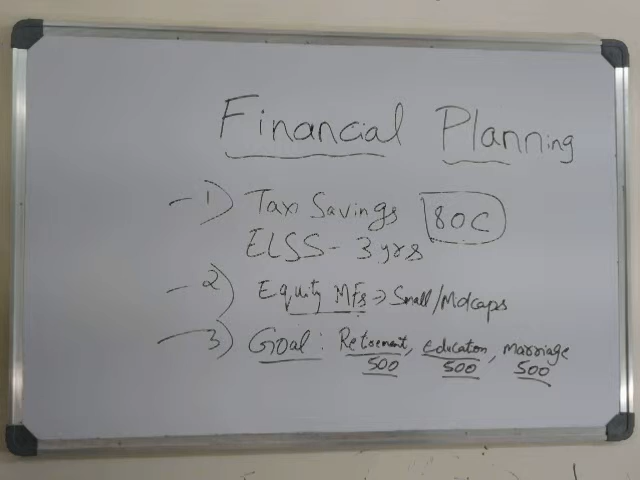 Financial Planning
- 1) Tax Savings 80C
ELSS - 3 yrs
- 2) Equity MFs => Small/Midcaps
- 3) Goal: Retirement, education, marriage
500 500 500